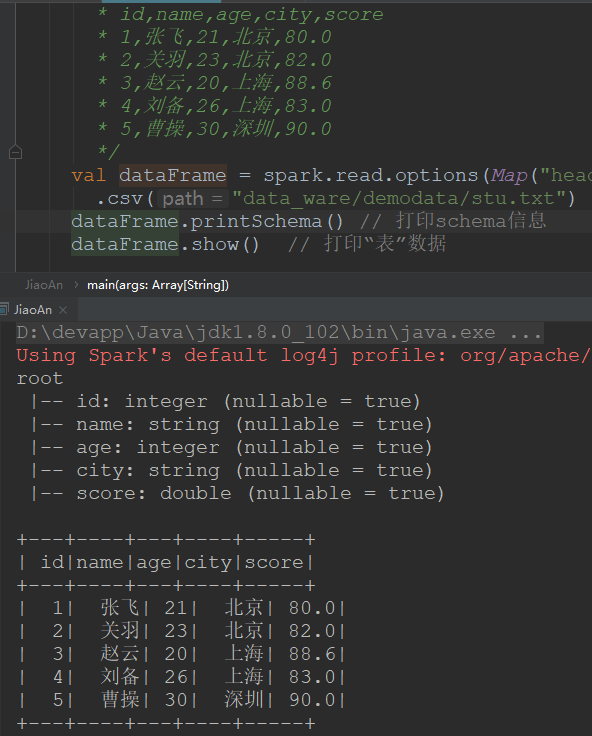 * id,name,age,city,score
* 1,张飞,21,北京,80.0
* 2,关羽,23,北京,82.0
* 3,赵云,20,上海,88.6
* 4,刘备,26,上海,83.0
* 5,曹操,30,深圳,90.0
*/
val dataFrame = spark.read.options(Map("head
.csv( path = "data_ware/demodata/stu.txt")
dataFrame.printSchema() // 打印schema信息
dataFrame.show()  // 打印“表”数据
JiaoAn > main(args: Array[String])
JiaoAn ×
D:\devapp\Java\jdk1.8.0_102\bin\java.exe ...
Using Spark's default log4j profile: org/apache/
root
 |-- id: integer (nullable = true)
 |-- name: string (nullable = true)
 |-- age: integer (nullable = true)
 |-- city: string (nullable = true)
 |-- score: double (nullable = true)
+---+----+---+----+-----+
| id|name|age|city|score|
+---+----+---+----+-----+
|  1|  张飞| 21|  北京| 80.0|
|  2|  关羽| 23|  北京| 82.0|
|  3|  赵云| 20|  上海| 88.6|
|  4|  刘备| 26|  上海| 83.0|
|  5|  曹操| 30|  深圳| 90.0|
+---+----+---+----+-----+